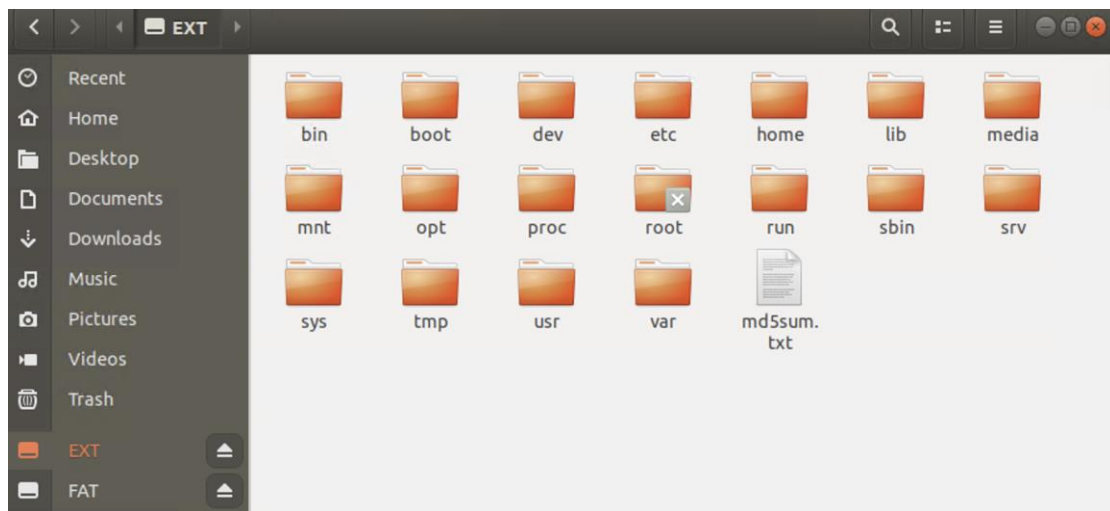 EXT
Recent
Home
Desktop
Documents
Downloads
Music
Pictures
Videos
Trash
EXT
FAT
bin boot dev etc home lib media
mnt opt proc root run sbin srv
sys tmp usr var md5sum.
txt